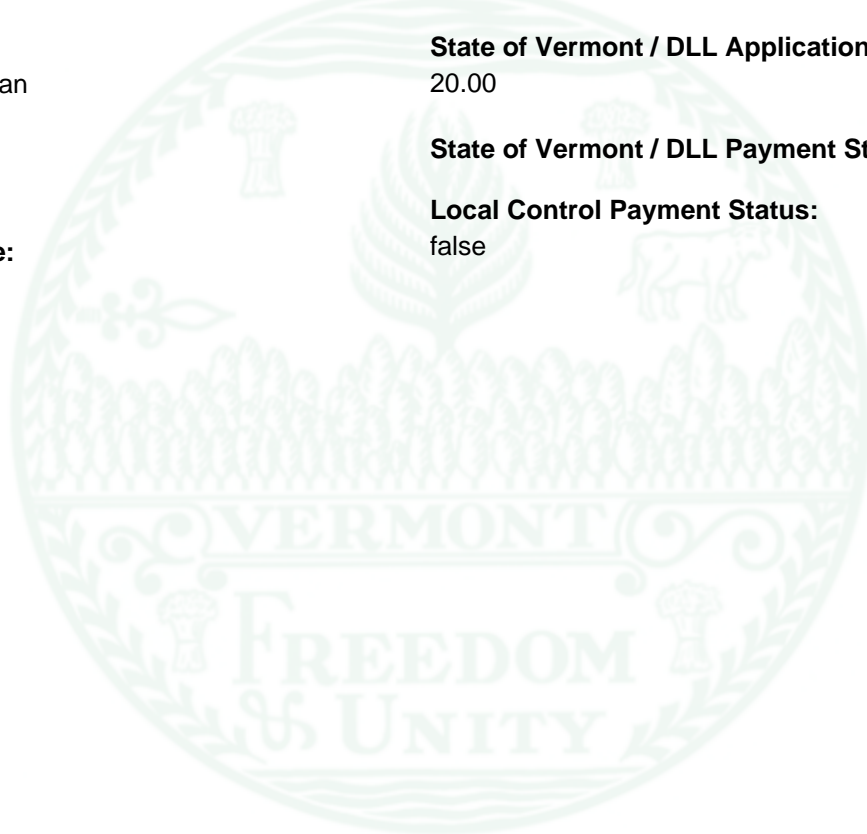 State of Vermont / DLL Application
20.00
an
State of Vermont / DLL Payment St
Local Control Payment Status:
false
e:
VERMONT
FREEDOM
& UNITY